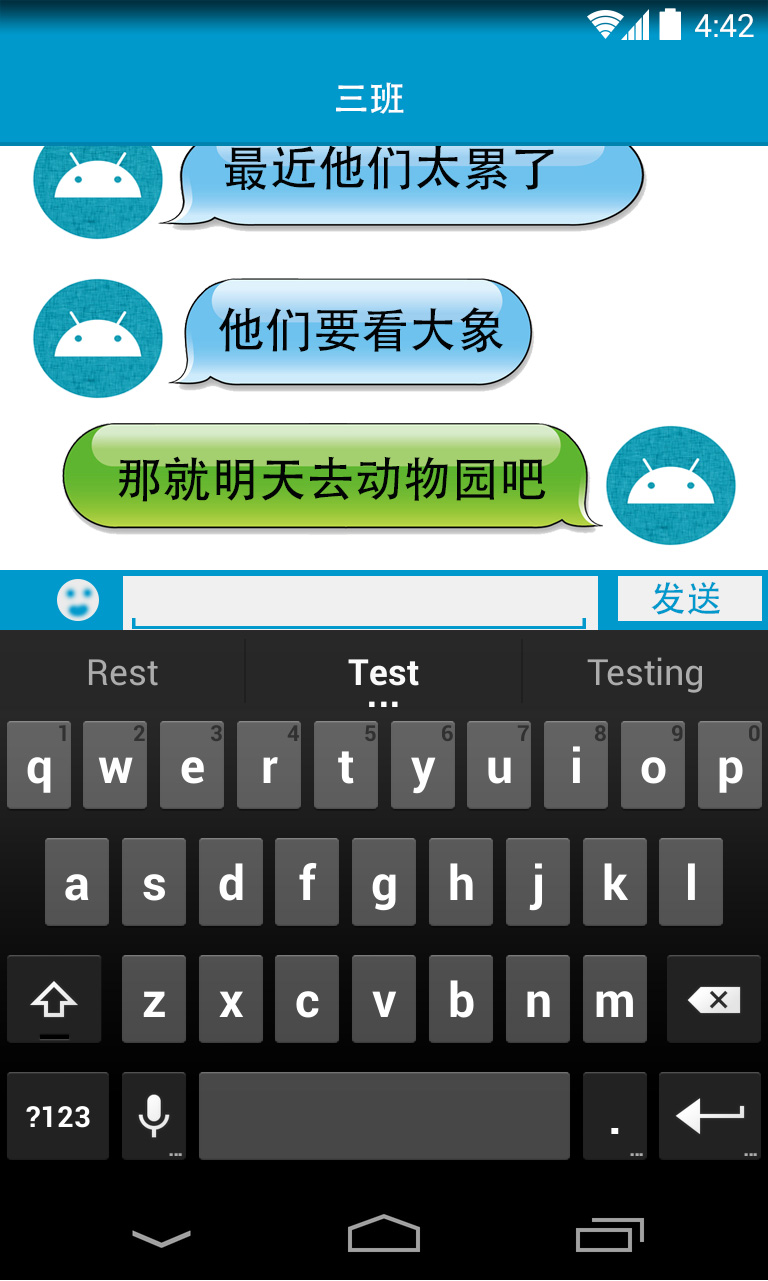 4:42
三班
最近他们太累了
他们要看大象
那就明天去动物园吧
发送
Rest Test Testing
1 2 3 4 5 6 7 8 9 0
q w e r t y u i o p
a s d f g h j k l
z x c v b n m
?123 .